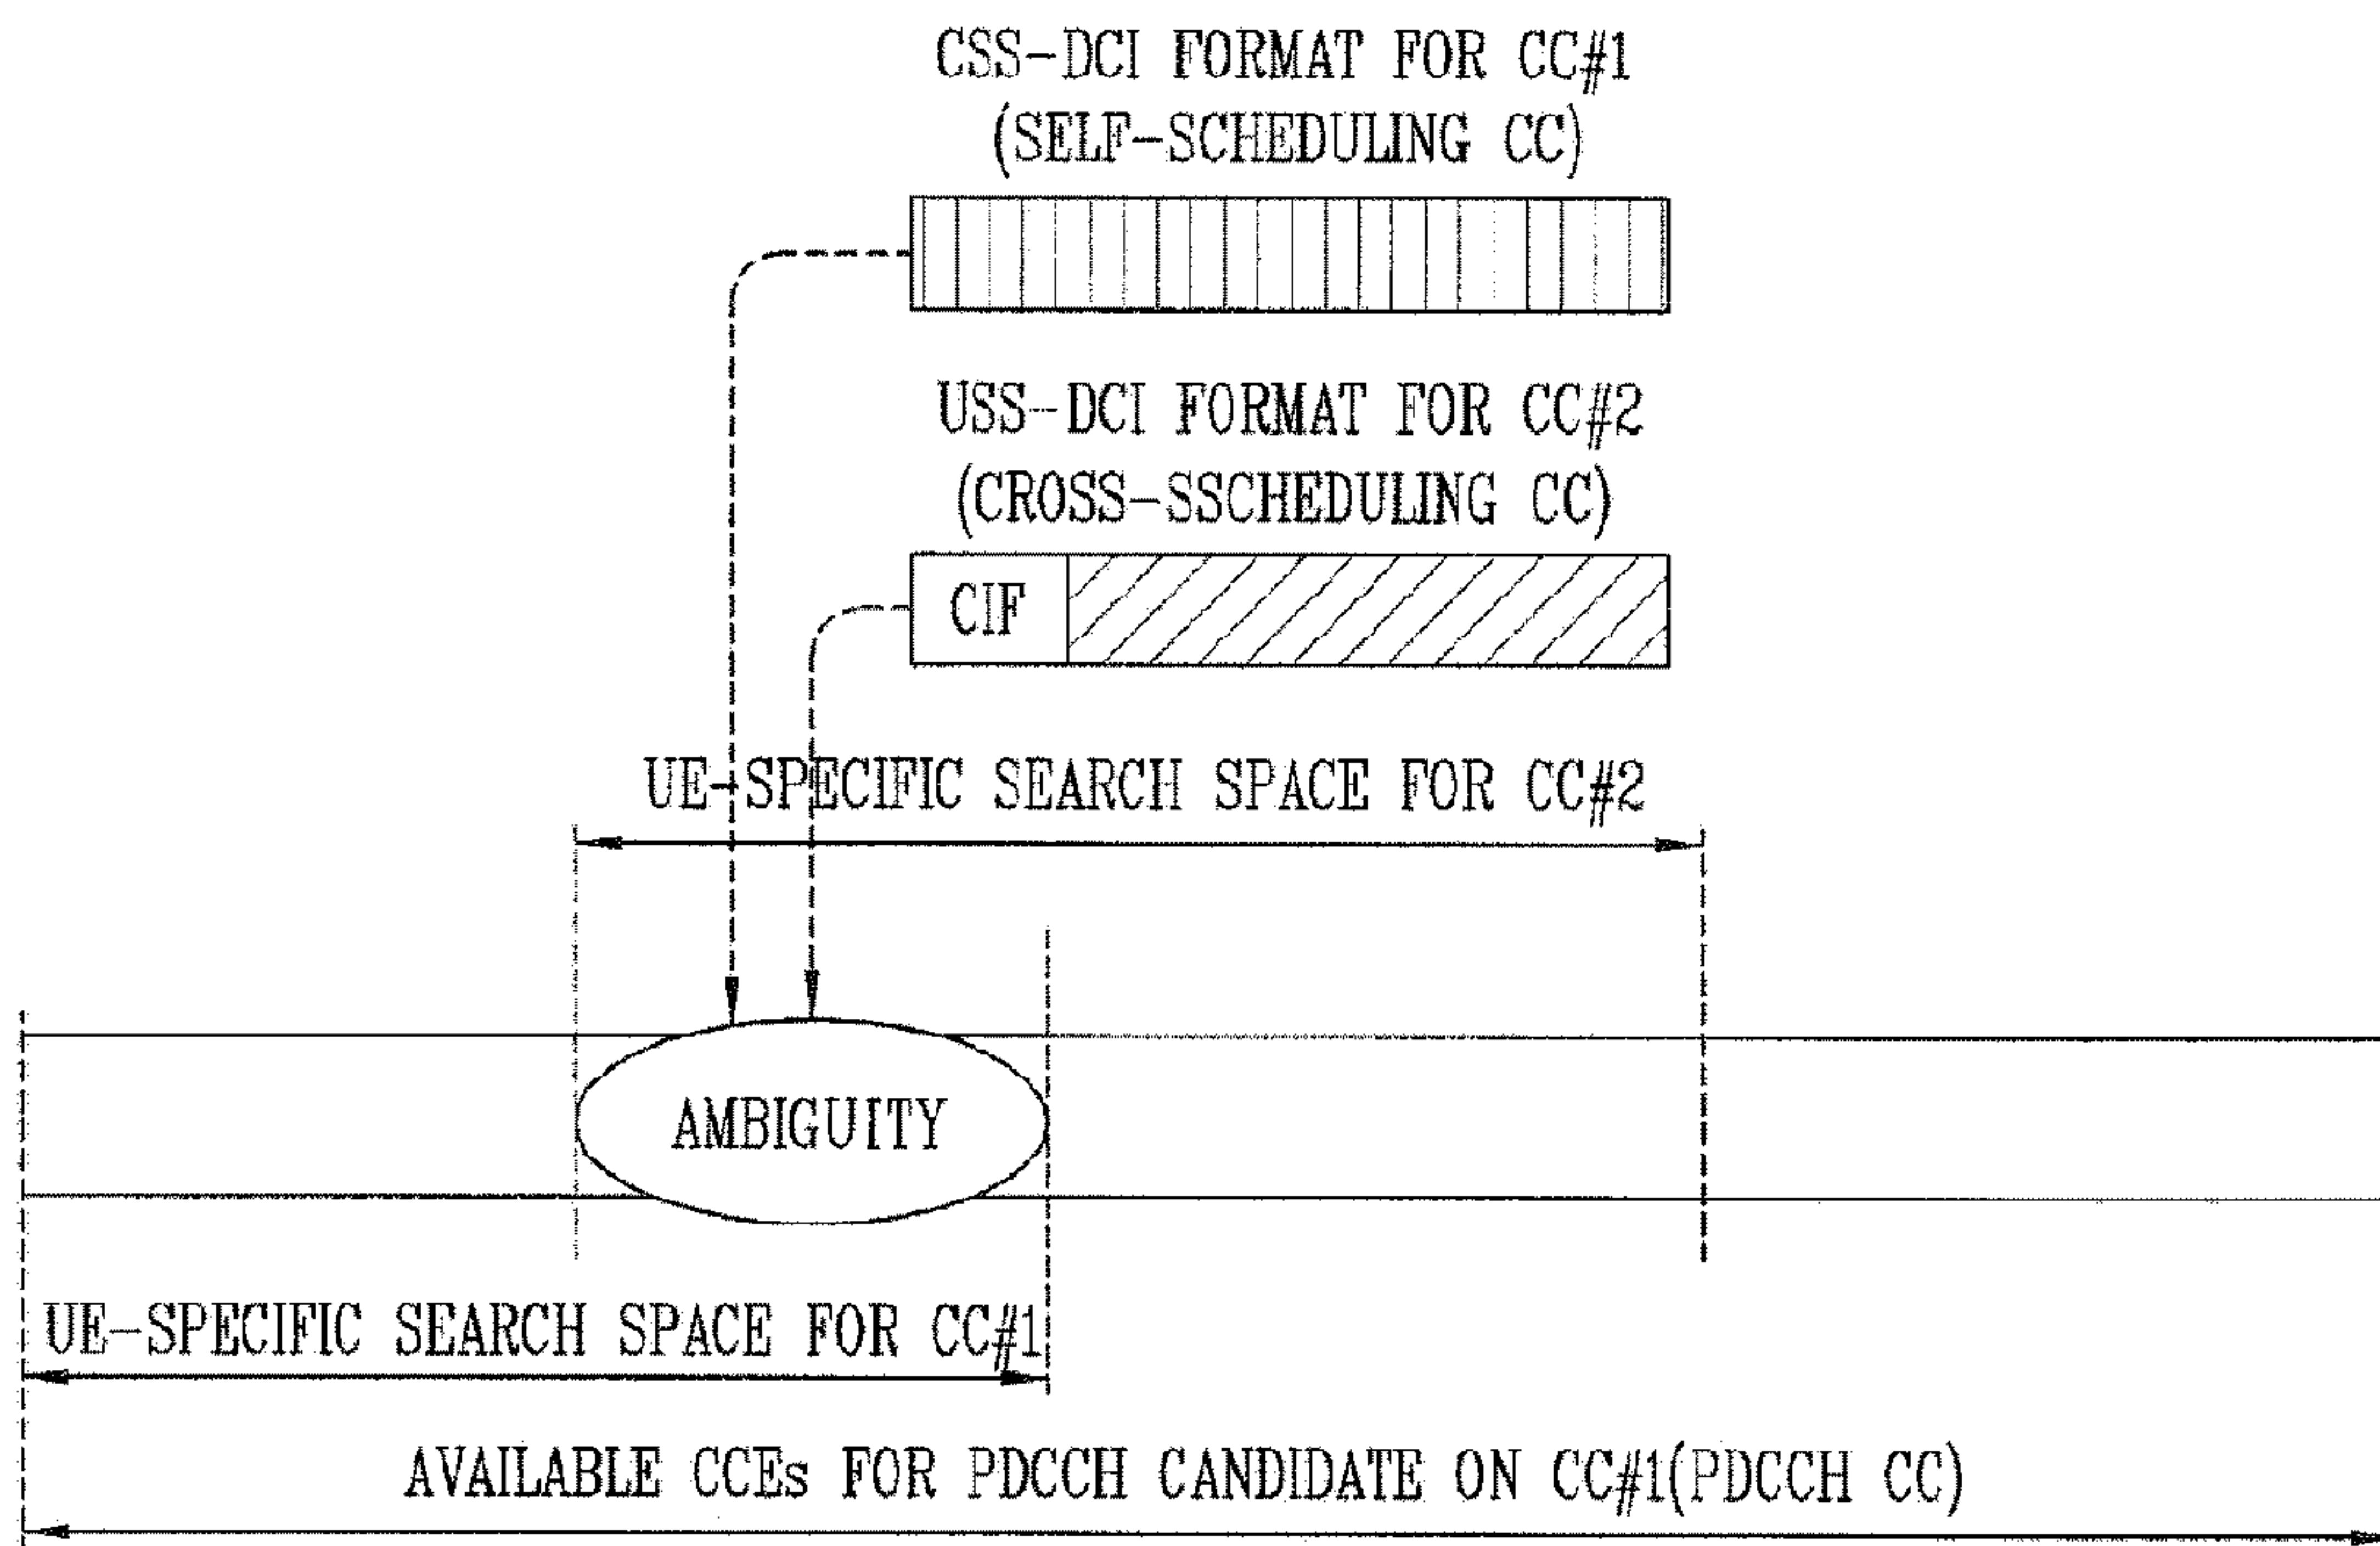 CSS-DCI FORMAT FOR CC#1
(SELF-SCHEDULING CC)
USS-DCI FORMAT FOR CC#2
(CROSS-SSCHEDULING CC)
CIF
UE-SPECIFIC SEARCH SPACE FOR CC#2
AMBIGUITY
UE-SPECIFIC SEARCH SPACE FOR CC#1
AVAILABLE CCEs FOR PDCCH CANDIDATE ON CC#1(PDCCH CC)